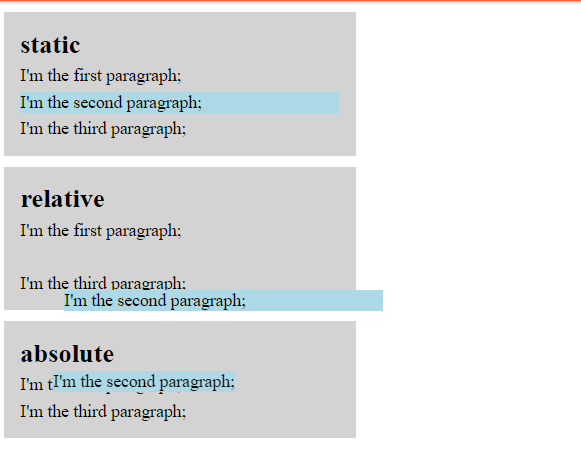 static
I'm the first paragraph;
I'm the second paragraph;
I'm the third paragraph;
relative
I'm the first paragraph;
I'm the third paragraph;
I'm the second paragraph;
absolute
I'm t
I'm the second paragraph;
I'm the third paragraph;